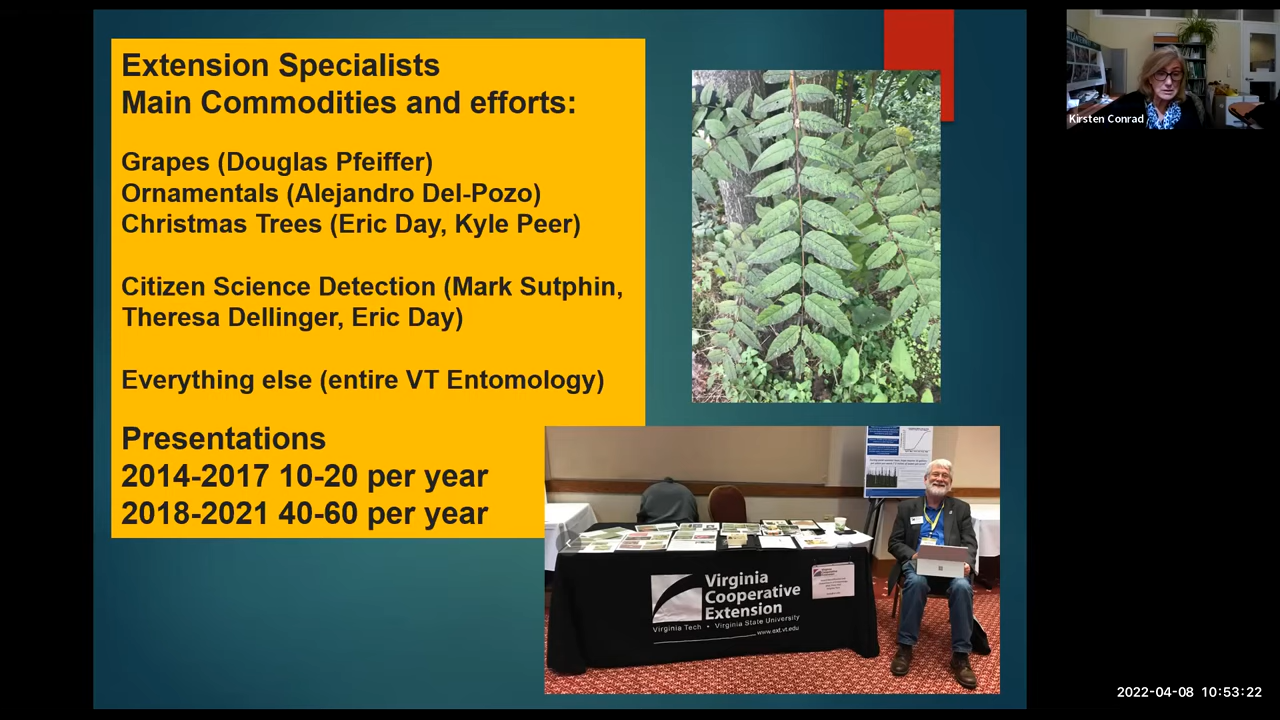 Extension Specialists
Main Commodities and efforts:
Grapes (Douglas Pfeiffer)
Ornamentals (Alejandro Del-Pozo)
Christmas Trees (Eric Day, Kyle Peer)
Citizen Science Detection (Mark Sutphin,
Theresa Dellinger, Eric Day)
Everything else (entire VT Entomology)
Presentations
2014-2017 10-20 per year
2018-2021 40-60 per year
Virginia
Cooperative
Extension
Virginia Tech • Virginia State University
www.ext.vt.edu
Kirsten Conrad
2022-04-08 10:53:22